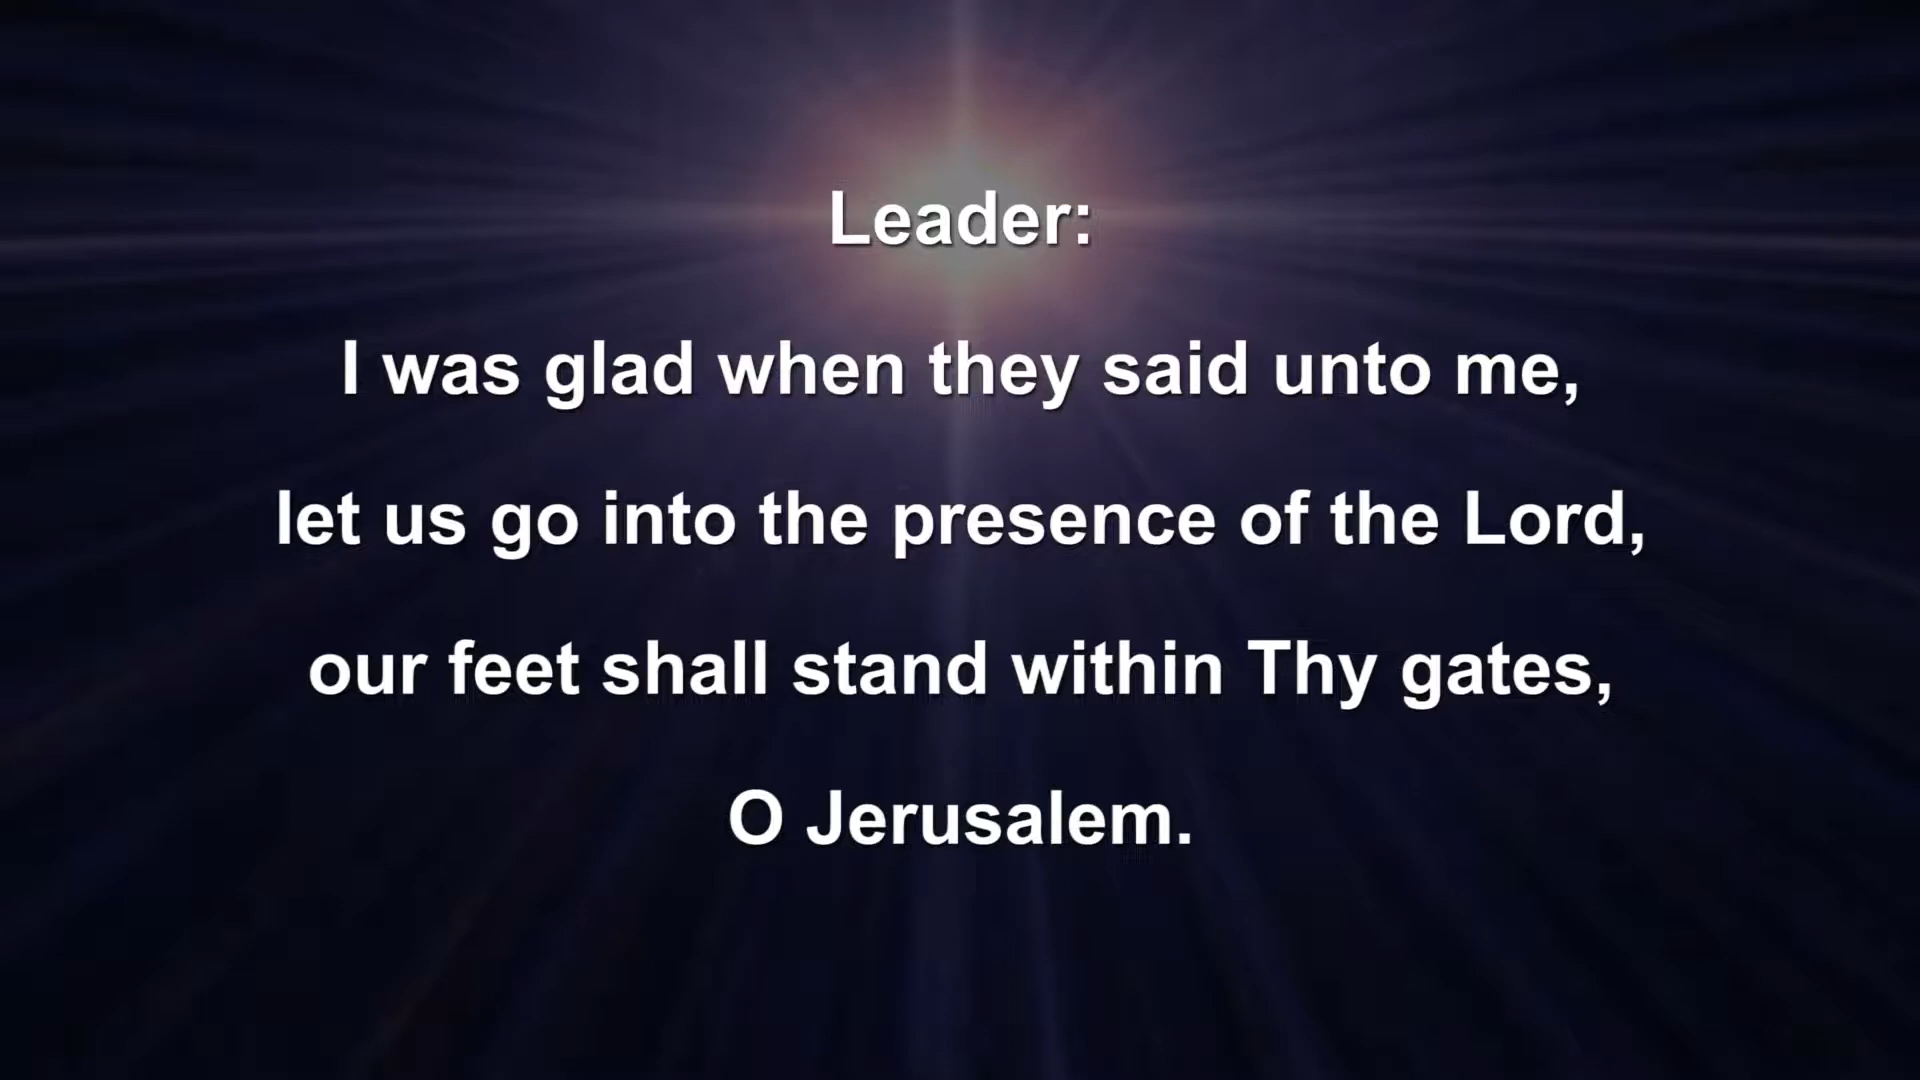 Leader:
I was glad when they said unto me,
let us go into the presence of the Lord,
our feet shall stand within Thy gates,
O Jerusalem.